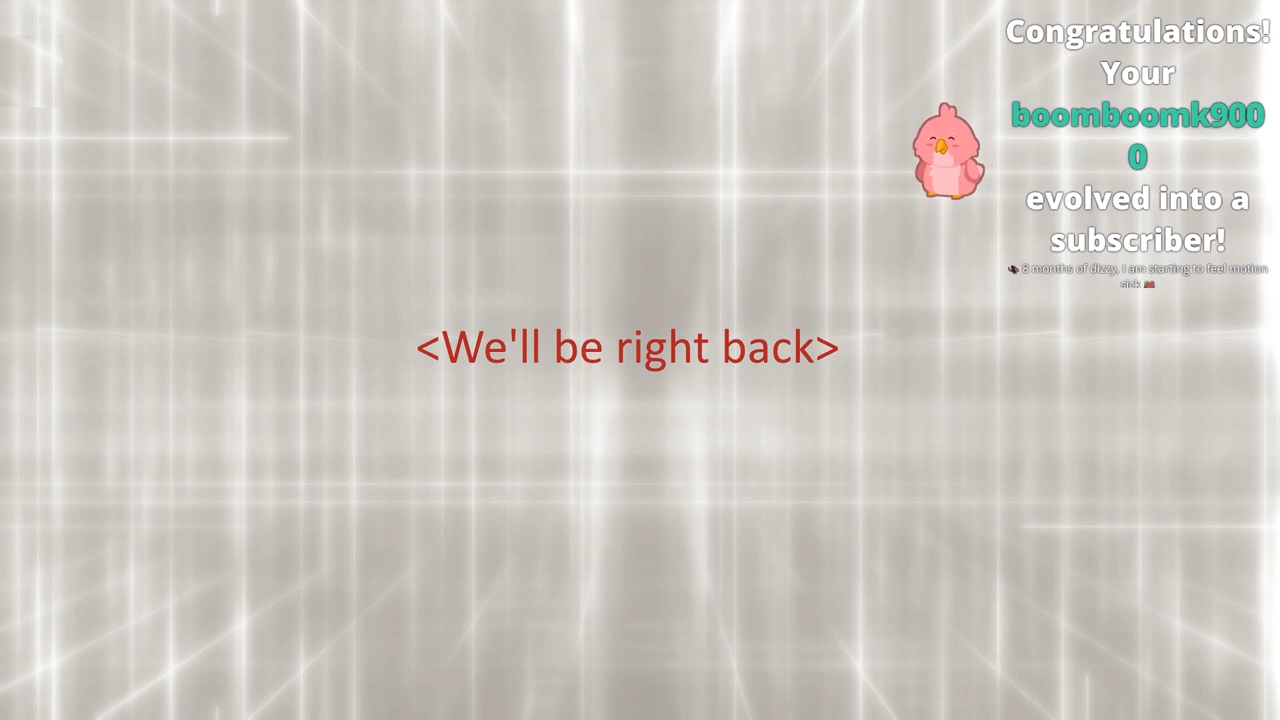 Congratulations!
Your
boomboomk900
0
evolved into a
subscriber!
8 months of dizzy, I am starting to feel motion
sick
<We'll be right back>